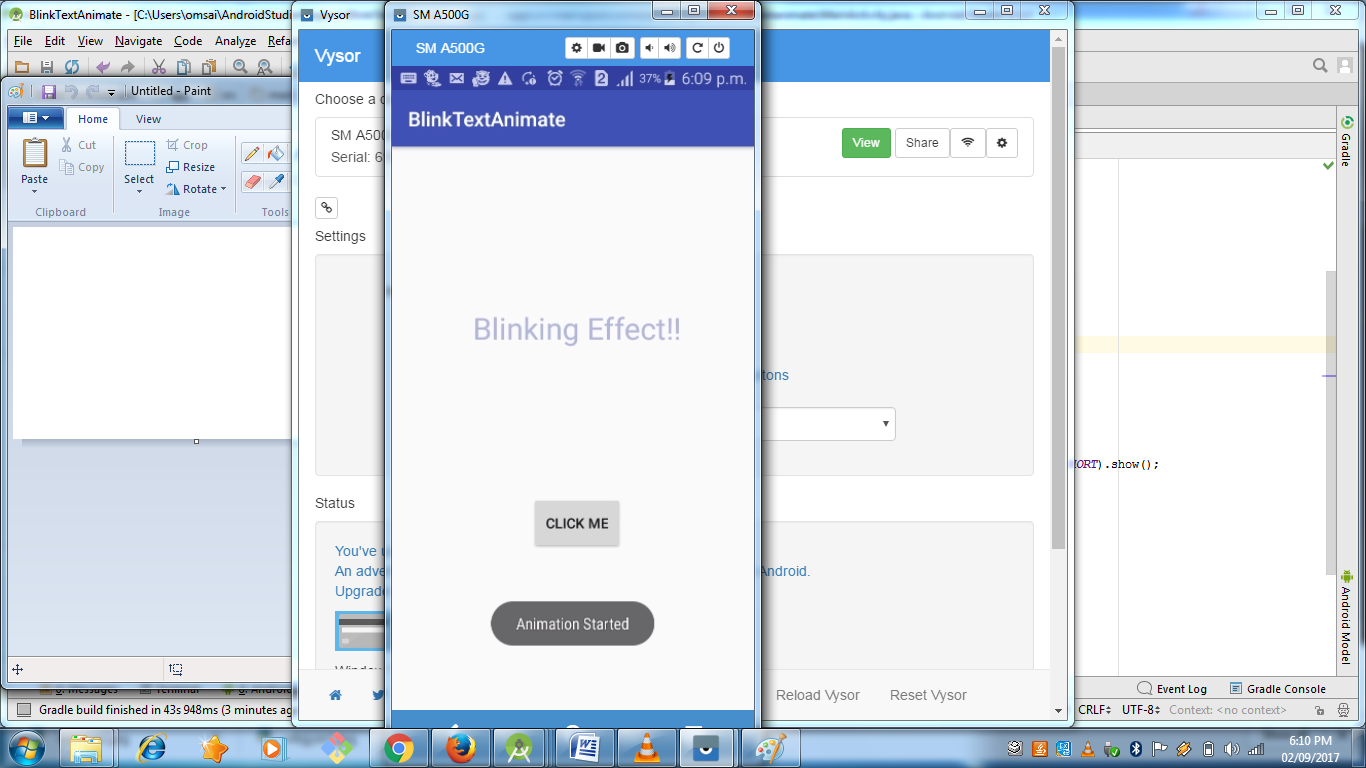 BlinkTextAnimate - [C:\Users\omsai\AndroidStudi
File Edit View Navigate Code Analyze Refa
Untitled - Paint
Home View
Paste
Cut
Copy
Clipboard
Select
Crop
Resize
Rotate
Image
Tools
Gradle build finished in 43s 948ms (3 minutes ag
Vysor
Vysor
Choose a d
SM A500
Serial: 6
View Share
Settings
tons
Status
You've u
An adve
Android.
Upgrade
Reload Vysor Reset Vysor
SM A500G
SM A500G
2 37% 6:09 p.m.
BlinkTextAnimate
Blinking Effect!!
CLICK ME
Animation Started
Gradle
HORT).show();
Android Model
Event Log Gradle Console
CRLF UTF-8 Context: <no context>
6:10 PM
02/09/2017